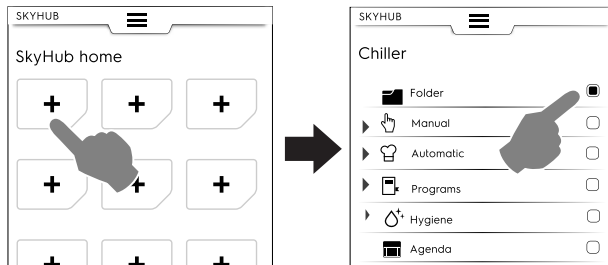 SKYHUB
SkyHub home
SKYHUB
Chiller
Folder
Manual
Automatic
Programs
Hygiene
Agenda